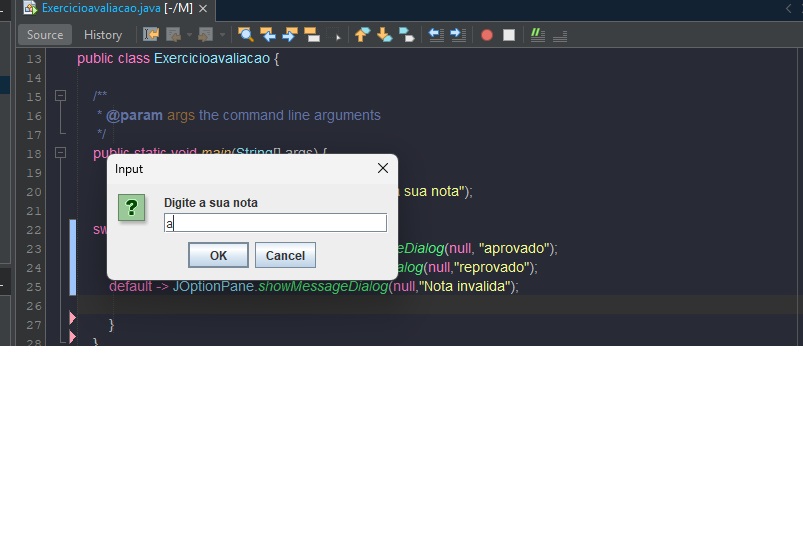 Exercicioavaliacao.java [-/M] ×
Source History
13 public class Exercicioavaliacao {
14
15 /**
16 * @param args the command line arguments
17 */
18 public static void main(String[] args) {
19
20 a sua nota");
21
22 sw
23 eDialog(null, "aprovado");
24 alog(null,"reprovado");
25 default -> JOptionPane.showMessageDialog(null,"Nota invalida");
26
27 }
28 }
Input
Digite a sua nota
a
OK Cancel